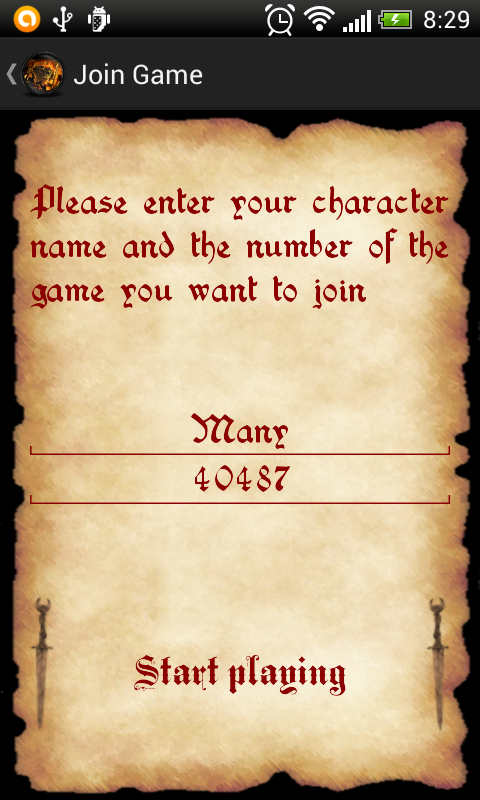 8:29
Join Game
Please enter your character
name and the number of the
game you want to join
Many
40487
Start playing